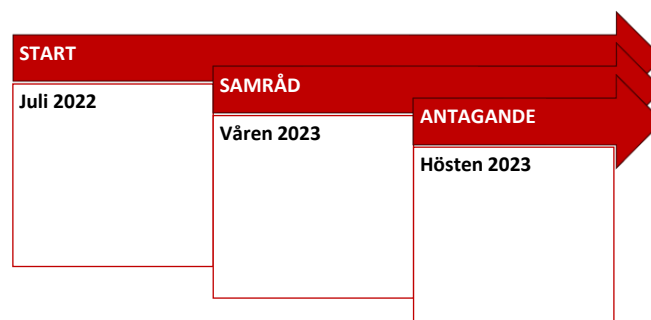 START
Juli 2022
SAMRÅD
Våren 2023
ANTAGANDE
Hösten 2023